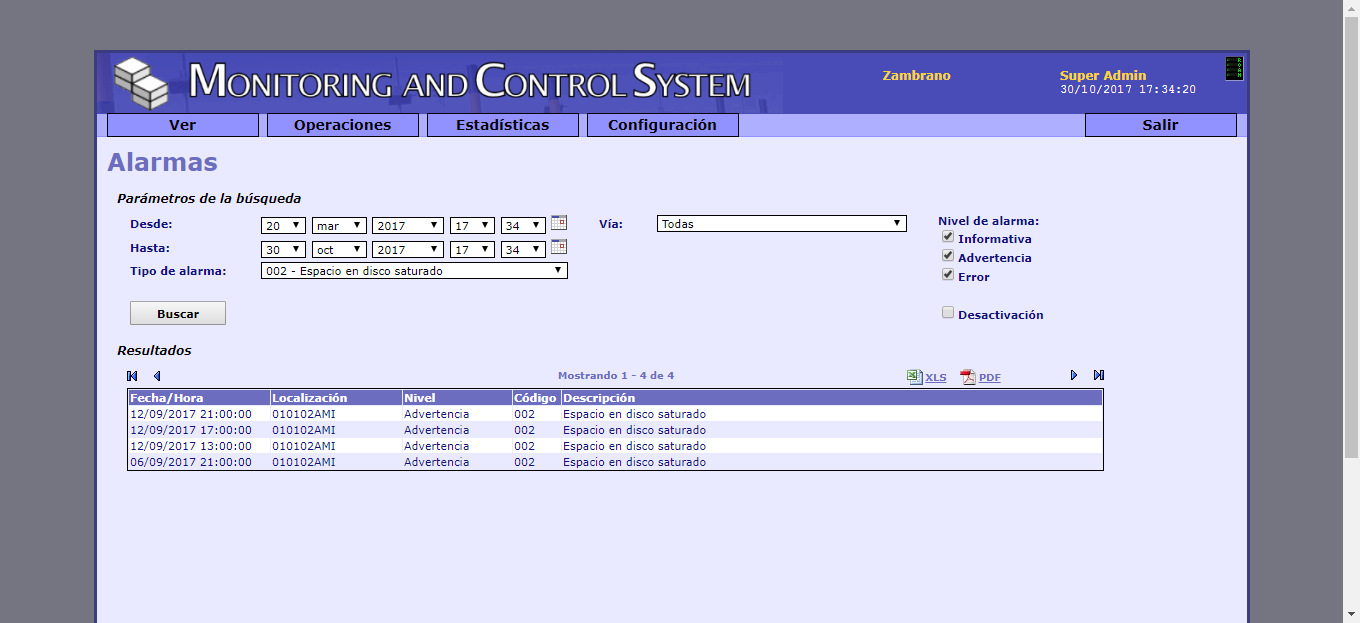 MONITORING AND CONTROL SYSTEM
Zambrano
Super Admin
30/10/2017 17:34:20
Ver Operaciones Estadísticas Configuración Salir
Alarmas
Parámetros de la búsqueda
Desde: 20 mar 2017 17 34 Vía: Todas Nivel de alarma:
Informativa
Hasta: 30 oct 2017 17 34
Advertencia
Tipo de alarma: 002 - Espacio en disco saturado
Error
Buscar Desactivación
Resultados
Mostrando 1 - 4 de 4 XLS PDF
Fecha/Hora Localización Nivel Código Descripción
12/09/2017 21:00:00 010102AMI Advertencia 002 Espacio en disco saturado
12/09/2017 17:00:00 010102AMI Advertencia 002 Espacio en disco saturado
12/09/2017 13:00:00 010102AMI Advertencia 002 Espacio en disco saturado
06/09/2017 21:00:00 010102AMI Advertencia 002 Espacio en disco saturado